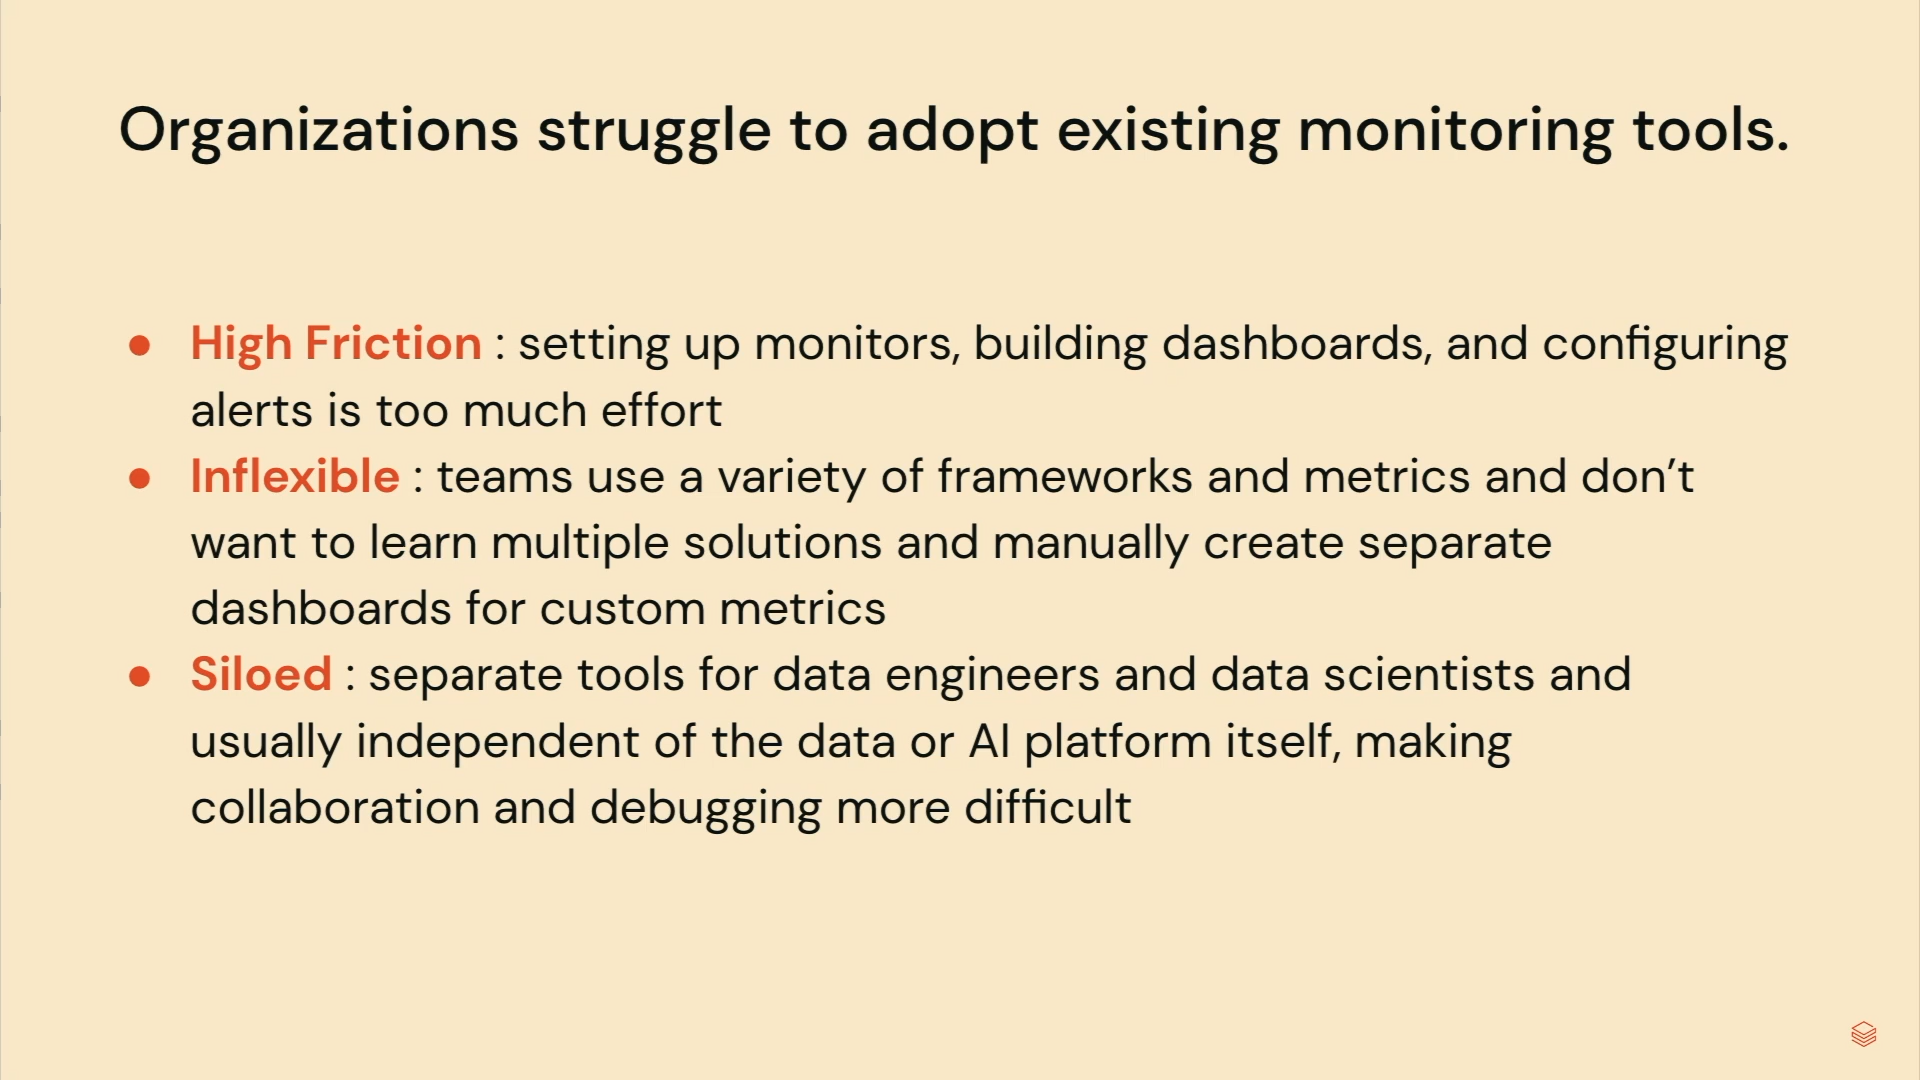 Organizations struggle to adopt existing monitoring tools.
● High Friction : setting up monitors, building dashboards, and configuring
alerts is too much effort
● Inflexible : teams use a variety of frameworks and metrics and don’t
want to learn multiple solutions and manually create separate
dashboards for custom metrics
● Siloed : separate tools for data engineers and data scientists and
usually independent of the data or AI platform itself, making
collaboration and debugging more difficult